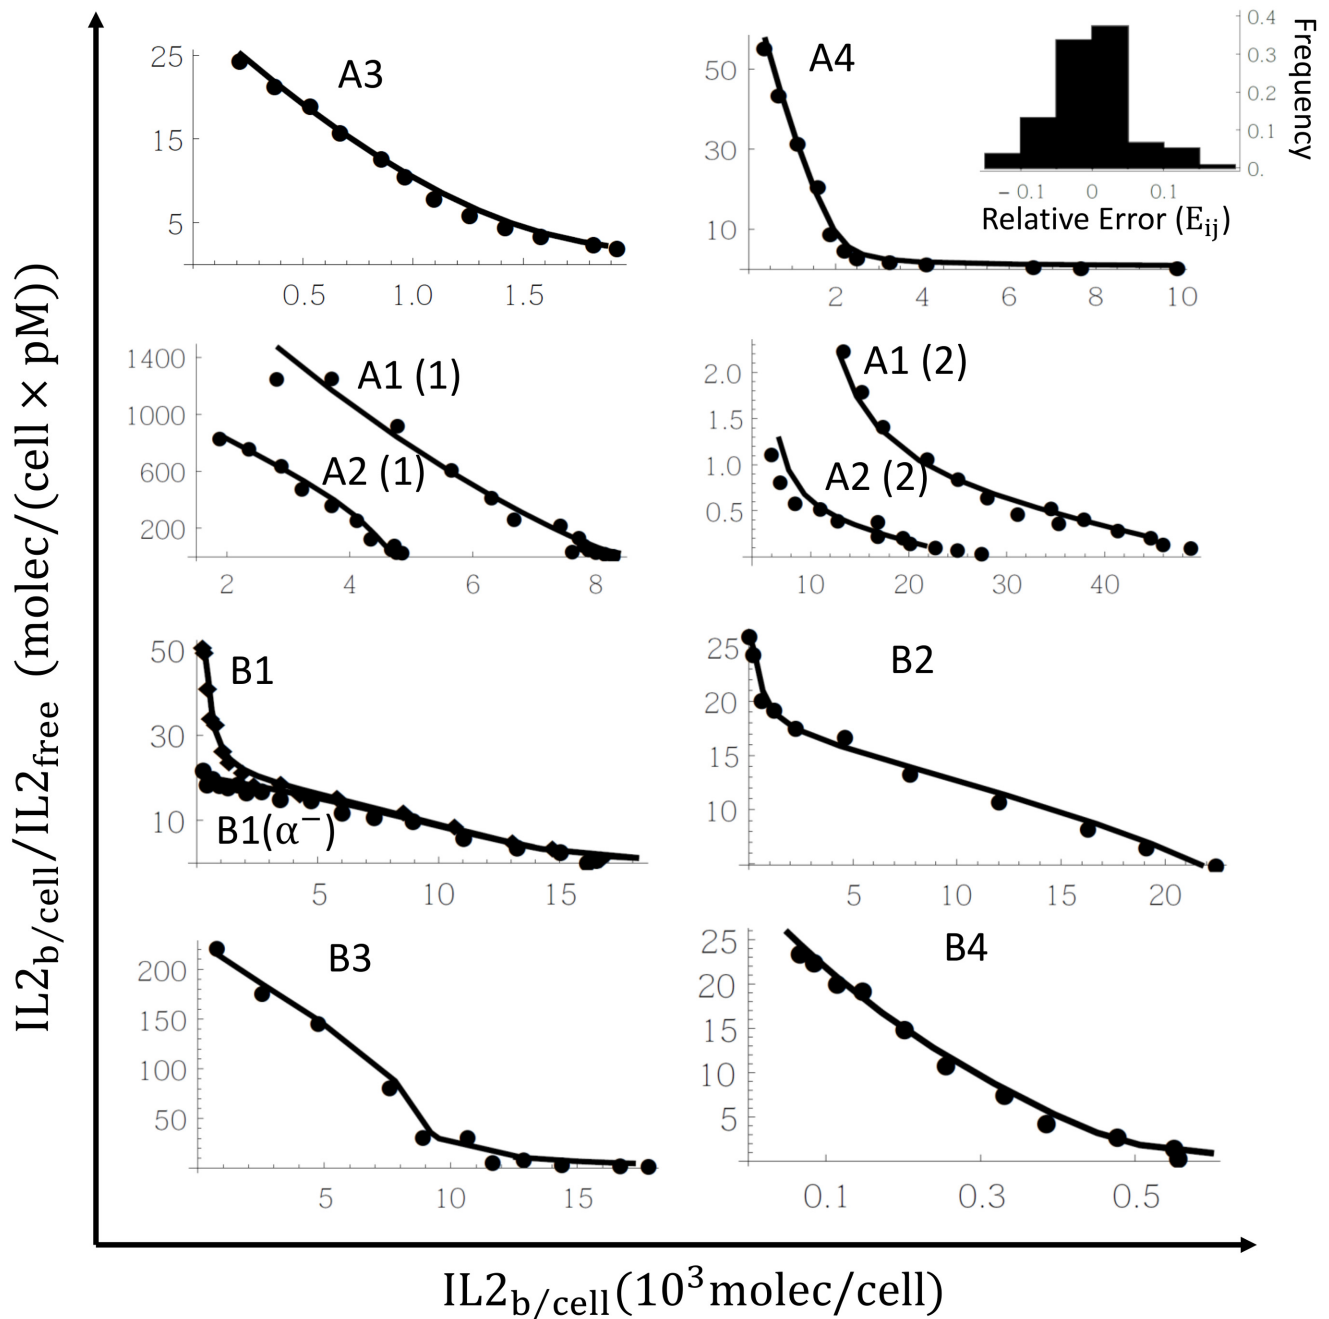 IL2b/cell/IL2free (molec/(cell × pM))
A3
25
15
5
0.5 1.0 1.5
A4
50
30
10
2 4 6 8 10
0.4
0.3
0.2
0.1
0.
Frequency
− 0.1 0 0.1
Relative Error (Eij)
1400
1000
600
200
A1 (1)
A2 (1)
2 4 6 8
2.0
1.5
1.0
0.5
A1 (2)
A2 (2)
10 20 30 40
50
30
10
B1
B1(α−)
5 10 15
25
20
15
10
B2
5 10 15 20
200
150
100
50
B3
5 10 15
25
20
15
10
5
B4
0.1 0.3 0.5
IL2b/cell(10³molec/cell)